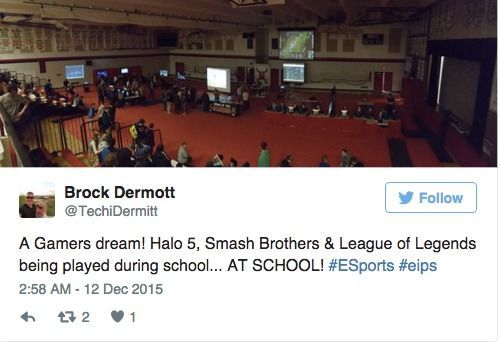 Brock Dermott
@TechiDermitt
Follow
A Gamers dream! Halo 5, Smash Brothers & League of Legends
being played during school... AT SCHOOL! #ESports #eips
2:58 AM - 12 Dec 2015
2
1